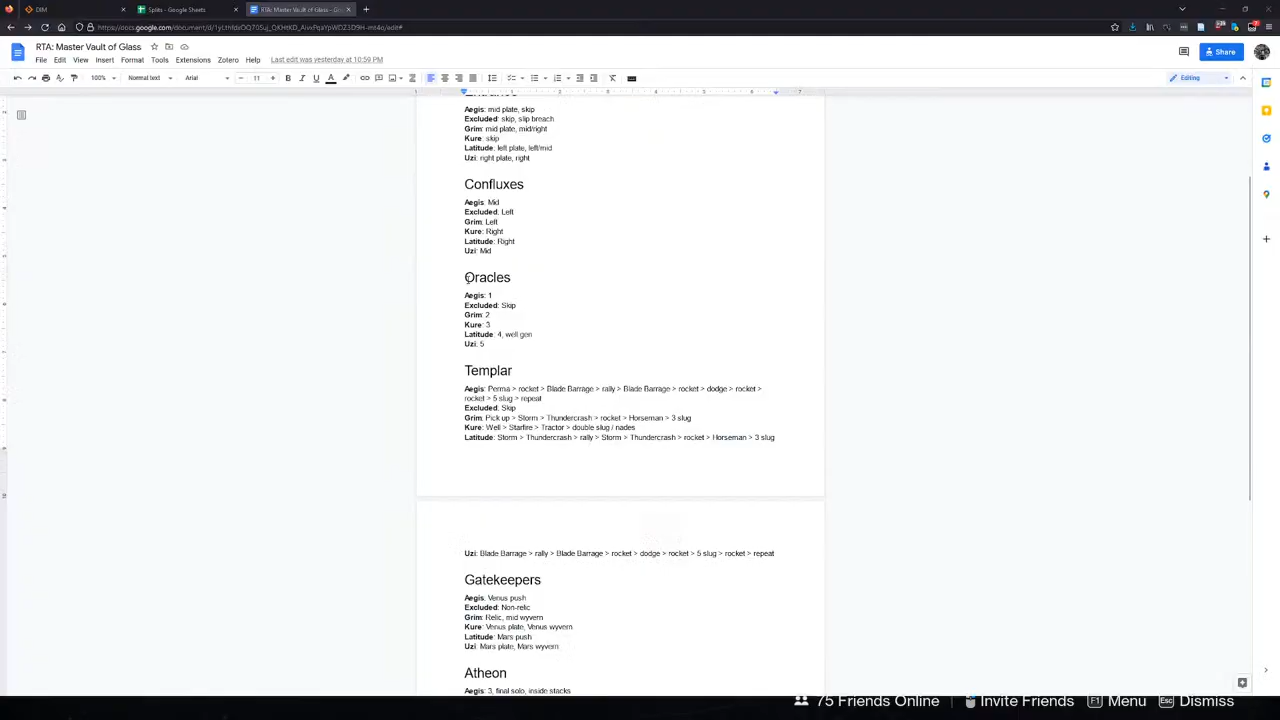 DIM
Splits - Google Sheets
RTA: Master Vault of Glass - Go
RTA: Master Vault of Glass
File Edit View Insert Format Tools Extensions Zotero Help Last edit was yesterday at 10:59 PM
Share
100% Normal text Arial 11 Editing
Entrance
Aegis: mid plate, skip
Excluded: skip, slip breach
Grim: mid plate, mid/right
Kure: skip
Latitude: left plate, left/mid
Uzi: right plate, right
Confluxes
Aegis: Mid
Excluded: Left
Grim: Left
Kure: Right
Latitude: Right
Uzi: Mid
Oracles
Aegis: 1
Excluded: Skip
Grim: 2
Kure: 3
Latitude: 4, well gen
Uzi: 5
Templar
Aegis: Perma > rocket > Blade Barrage > rally > Blade Barrage > rocket > dodge > rocket >
rocket > 5 slug > repeat
Excluded: Skip
Grim: Pick up > Storm > Thundercrash > rocket > Horseman > 3 slug
Kure: Well > Starfire > Tractor > double slug / nades
Latitude: Storm > Thundercrash > rally > Storm > Thundercrash > rocket > Horseman > 3 slug
Uzi: Blade Barrage > rally > Blade Barrage > rocket > dodge > rocket > 5 slug > rocket > repeat
Gatekeepers
Aegis: Venus push
Excluded: Non-relic
Grim: Relic, mid wyvern
Kure: Venus plate, Venus wyvern
Latitude: Mars push
Uzi: Mars plate, Mars wyvern
Atheon
Aegis: 3, final solo, inside stacks
75 Friends Online Invite Friends F1 Menu Esc Dismiss